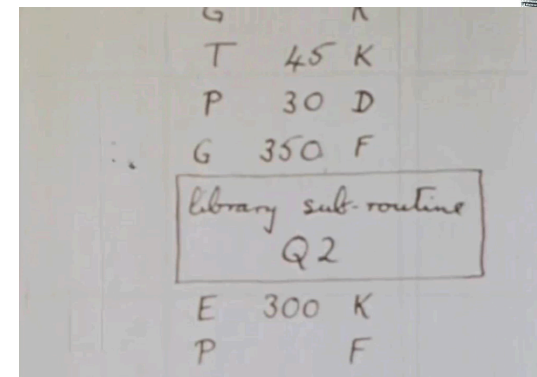 G K
T 45 K
P 30 D
G 350 F
library sub-routine
Q2
E 300 K
P F